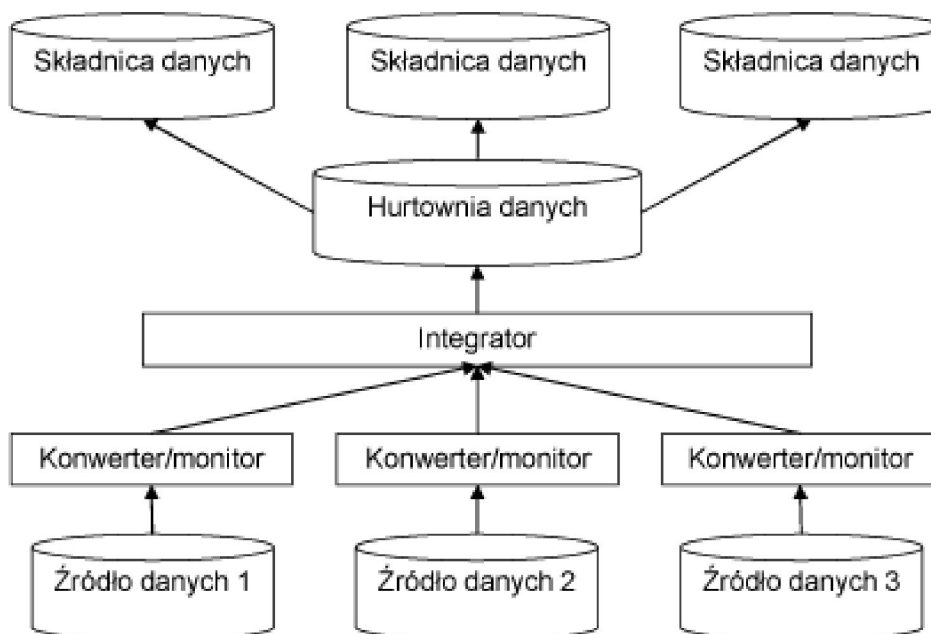 Składnica danych
Składnica danych
Składnica danych
Hurtownia danych
Integrator
Konwerter/monitor
Konwerter/monitor
Konwerter/monitor
Źródło danych 1
Źródło danych 2
Źródło danych 3